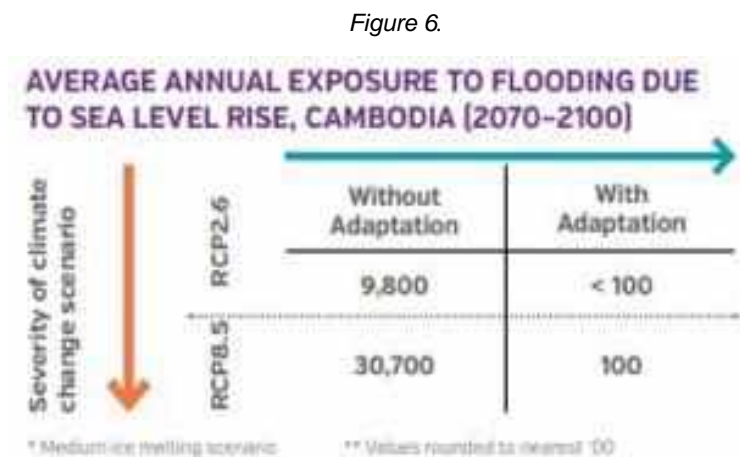 Figure 6.
AVERAGE ANNUAL EXPOSURE TO FLOODING DUE
TO SEA LEVEL RISE, CAMBODIA (2070–2100)
Severity of climate
change scenario
RCP2.6
Without
Adaptation
With
Adaptation
9,800
< 100
RCP8.5
30,700
100
* Medium ice melting scenario
** Values rounded to nearest '00